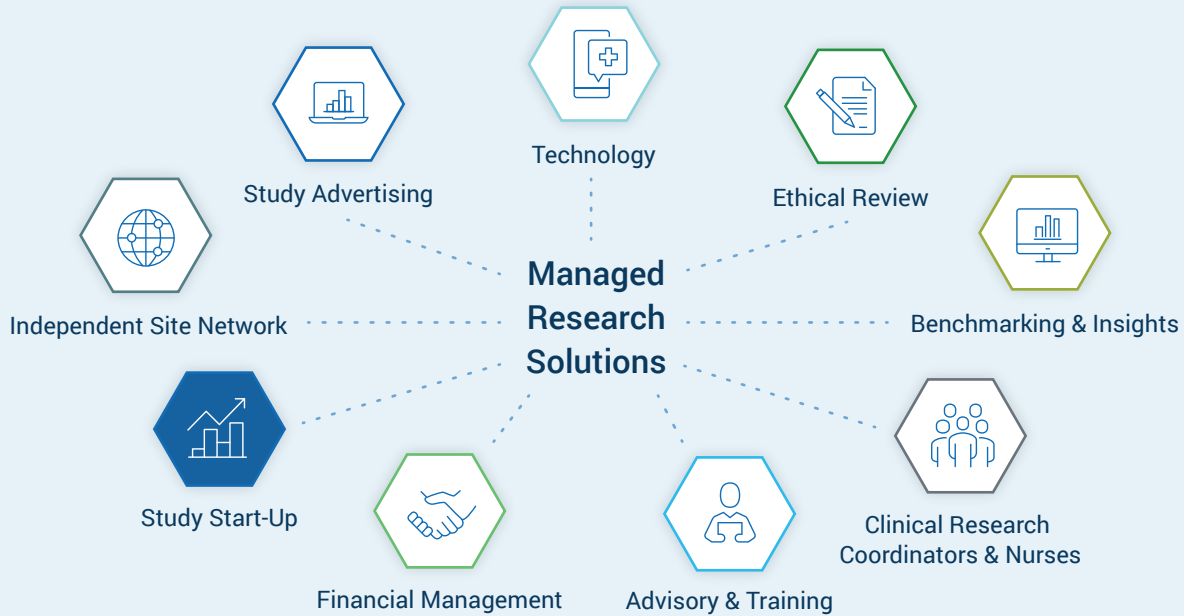 Technology
Study Advertising
Ethical Review
Managed
Research
Solutions
Independent Site Network
Benchmarking & Insights
Study Start-Up
Clinical Research
Coordinators & Nurses
Financial Management
Advisory & Training